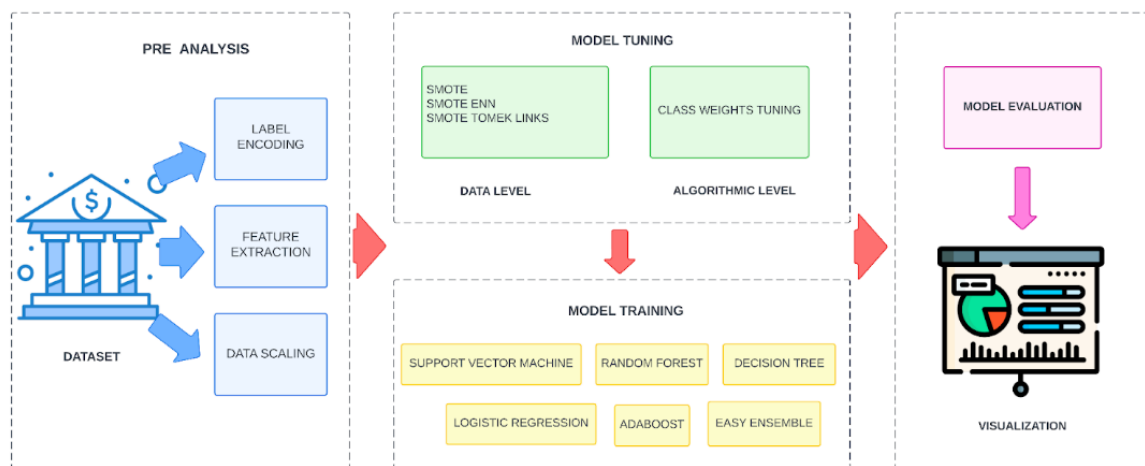 PRE ANALYSIS
LABEL
ENCODING
$
FEATURE
EXTRACTION
DATASET
DATA SCALING
MODEL TUNING
SMOTE
SMOTE ENN
SMOTE TOMEK LINKS
CLASS WEIGHTS TUNING
DATA LEVEL
ALGORITHMIC LEVEL
MODEL TRAINING
SUPPORT VECTOR MACHINE
RANDOM FOREST
DECISION TREE
LOGISTIC REGRESSION
ADABOOST
EASY ENSEMBLE
MODEL EVALUATION
VISUALIZATION